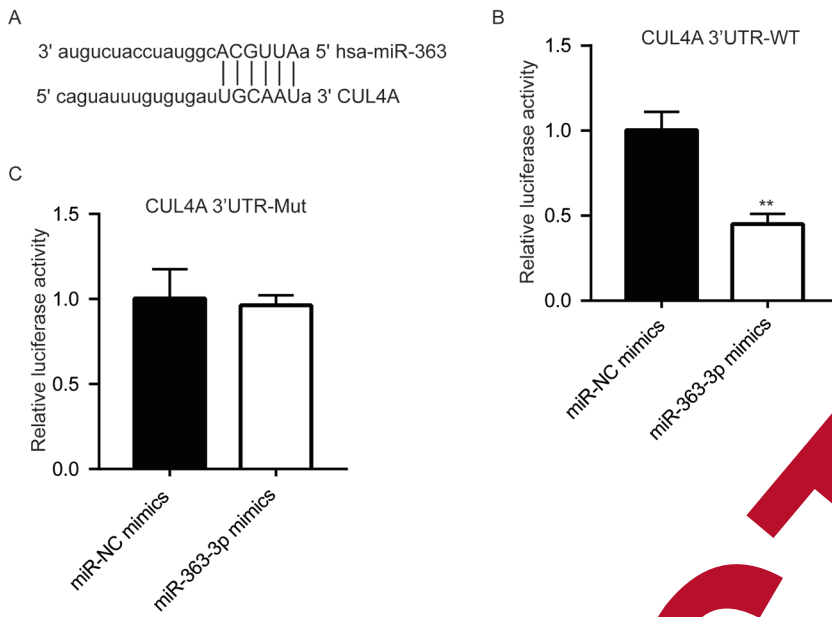 A
3' augucuaccuauggcACGUUAa 5' hsa-miR-363
5' caguauuugugugauUGCAAUa 3' CUL4A
B
CUL4A 3'UTR-WT
Relative luciferase activity
1.5
1.0
0.5
0.0
**
miR-NC mimics
miR-363-3p mimics
C
CUL4A 3'UTR-Mut
Relative luciferase activity
1.5
1.0
0.5
0.0
miR-NC mimics
miR-363-3p mimics